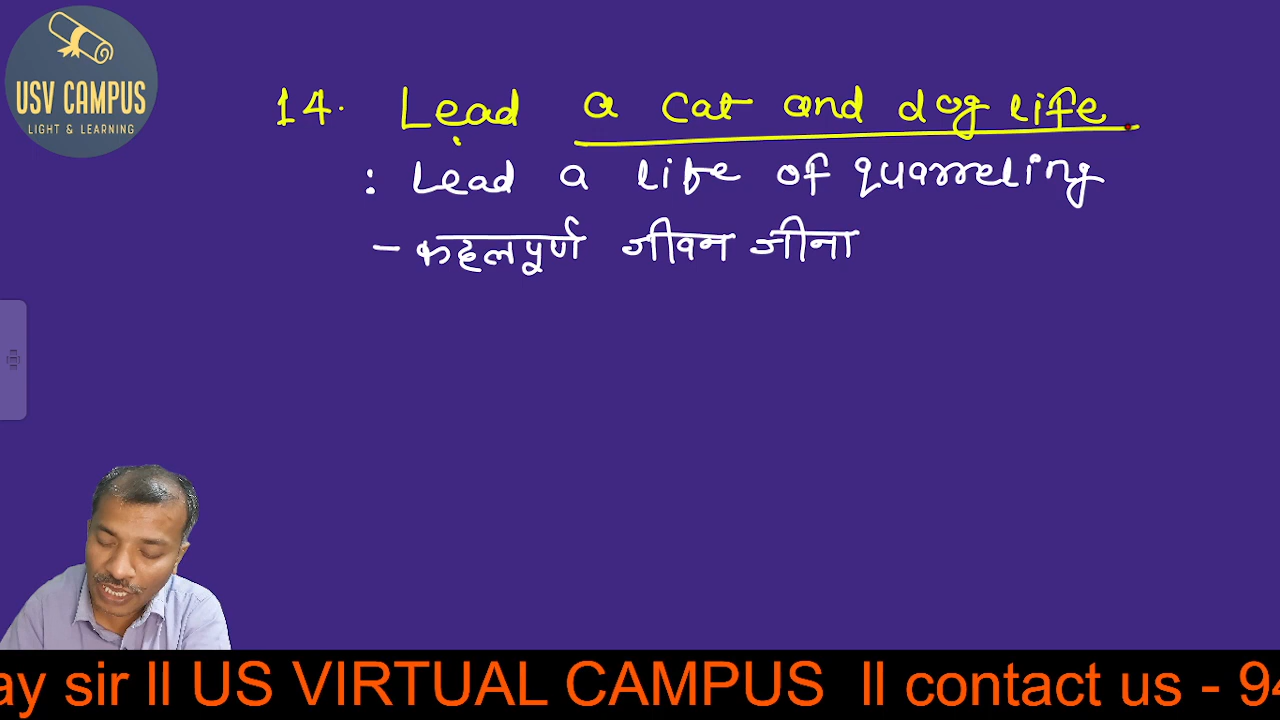 USV CAMPUS
LIGHT & LEARNING
14. Lead a cat and dog life
: Lead a life of quarreling
- कहलपूर्ण जीवन जीना
ay sir ll US VIRTUAL CAMPUS ll contact us - 94